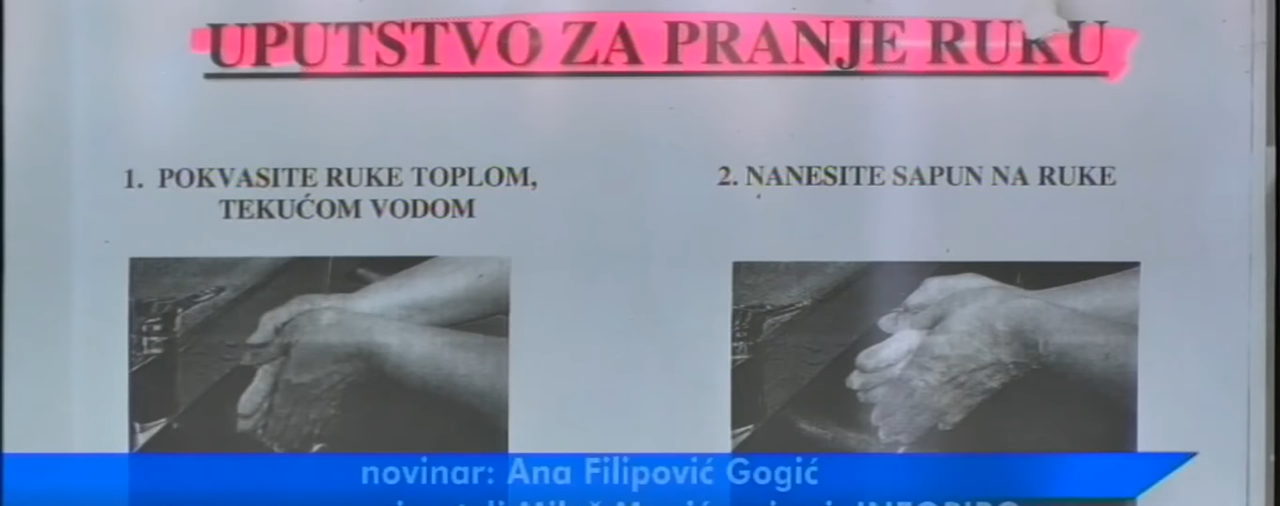 UPUTSTVO ZA PRANJE RUKU
1. POKVASITE RUKE TOPLOM,
TEKUĆOM VODOM
2. NANESITE SAPUN NA RUKE
novinar: Ana Filipović Gogić